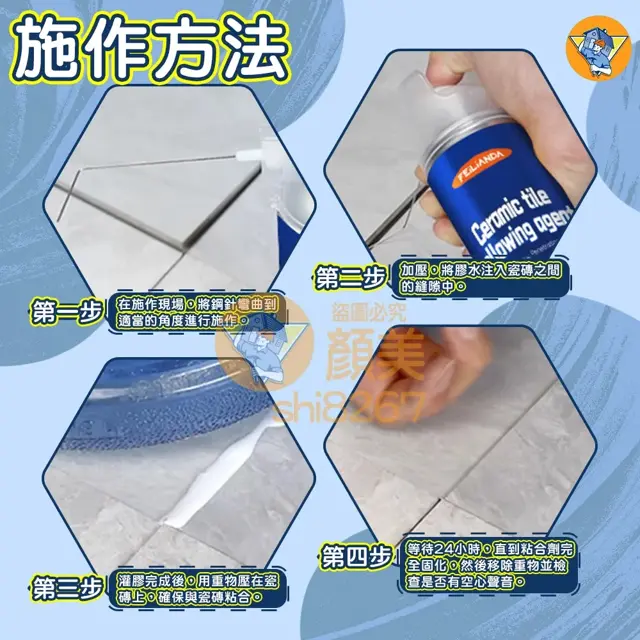 施作方法
FEILIANDA
Ceramic tile
llowing agent
第一步
在施作現場，將鋼針彎曲到
適當的角度進行施作。
第二步
加壓，將膠水注入瓷磚之間
的縫隙中。
盜圖必究
顏美
shi8267
第三步
灌膠完成後，用重物壓在瓷
磚上，確保與瓷磚粘合。
第四步
等待24小時，直到粘合劑完
全固化，然後移除重物並檢
查是否有空心聲音。